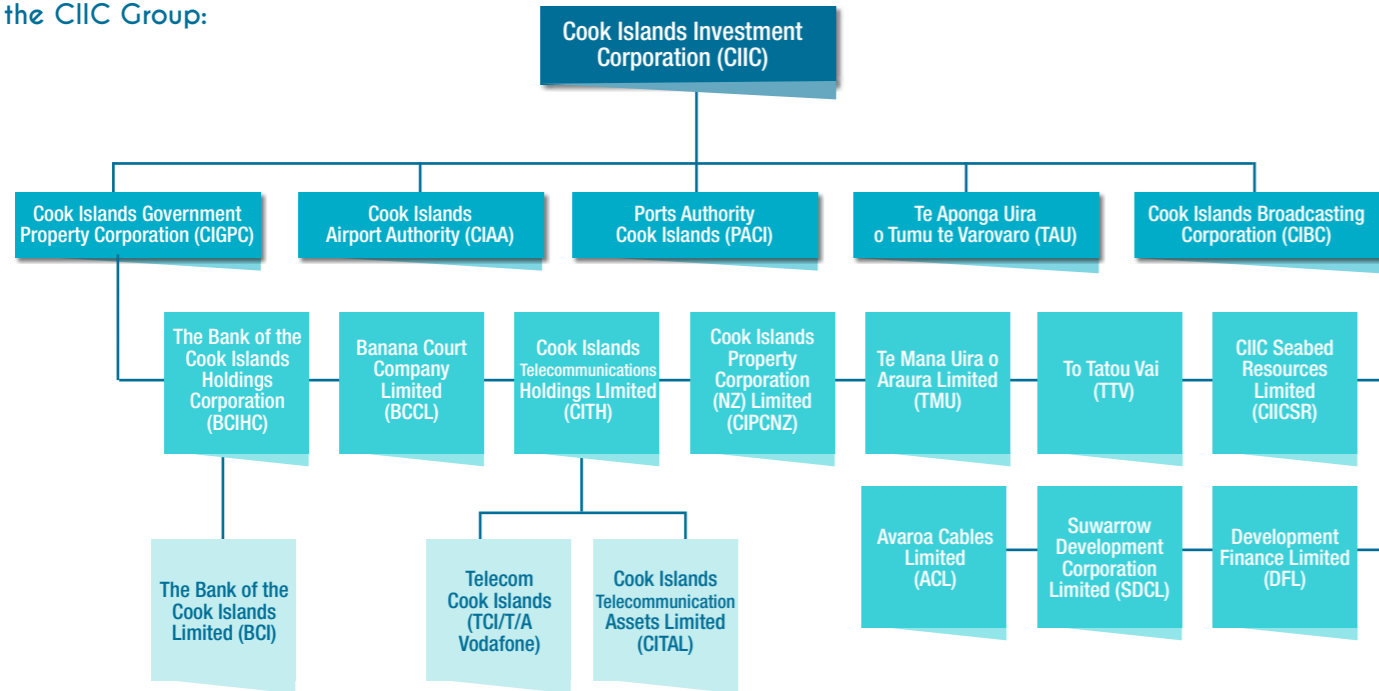 the CIIC Group:
Cook Islands Investment
Corporation (CIIC)
Cook Islands Government
Property Corporation (CIGPC)
Cook Islands
Airport Authority (CIAA)
Ports Authority
Cook Islands (PACI)
Te Aponga Uira
o Tumu te Varovaro (TAU)
Cook Islands Broadcasting
Corporation (CIBC)
The Bank of the
Cook Islands
Holdings
Corporation
(BCIHC)
Banana Court
Company
Limited
(BCCL)
Cook Islands
Telecommunications
Holdings LImited
(CITH)
Cook Islands
Property
Corporation
(NZ) Limited
(CIPCNZ)
Te Mana Uira o
Araura Limited
(TMU)
To Tatou Vai
(TTV)
CIIC Seabed
Resources
Limited
(CIICSR)
Avaroa Cables
Limited
(ACL)
Suwarrow
Development
Corporation
Limited (SDCL)
Development
Finance Limited
(DFL)
The Bank of the
Cook Islands
Limited (BCI)
Telecom
Cook Islands
(TCI/T/A
Vodafone)
Cook Islands
Telecommunication
Assets Limited
(CITAL)